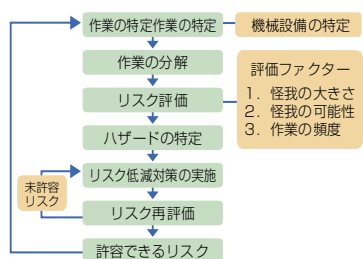 作業の特定作業の特定
機械設備の特定
作業の分解
評価ファクター
1. 怪我の大きさ
2. 怪我の可能性
3. 作業の頻度
リスク評価
ハザードの特定
リスク低減対策の実施
未許容
リスク
リスク再評価
許容できるリスク